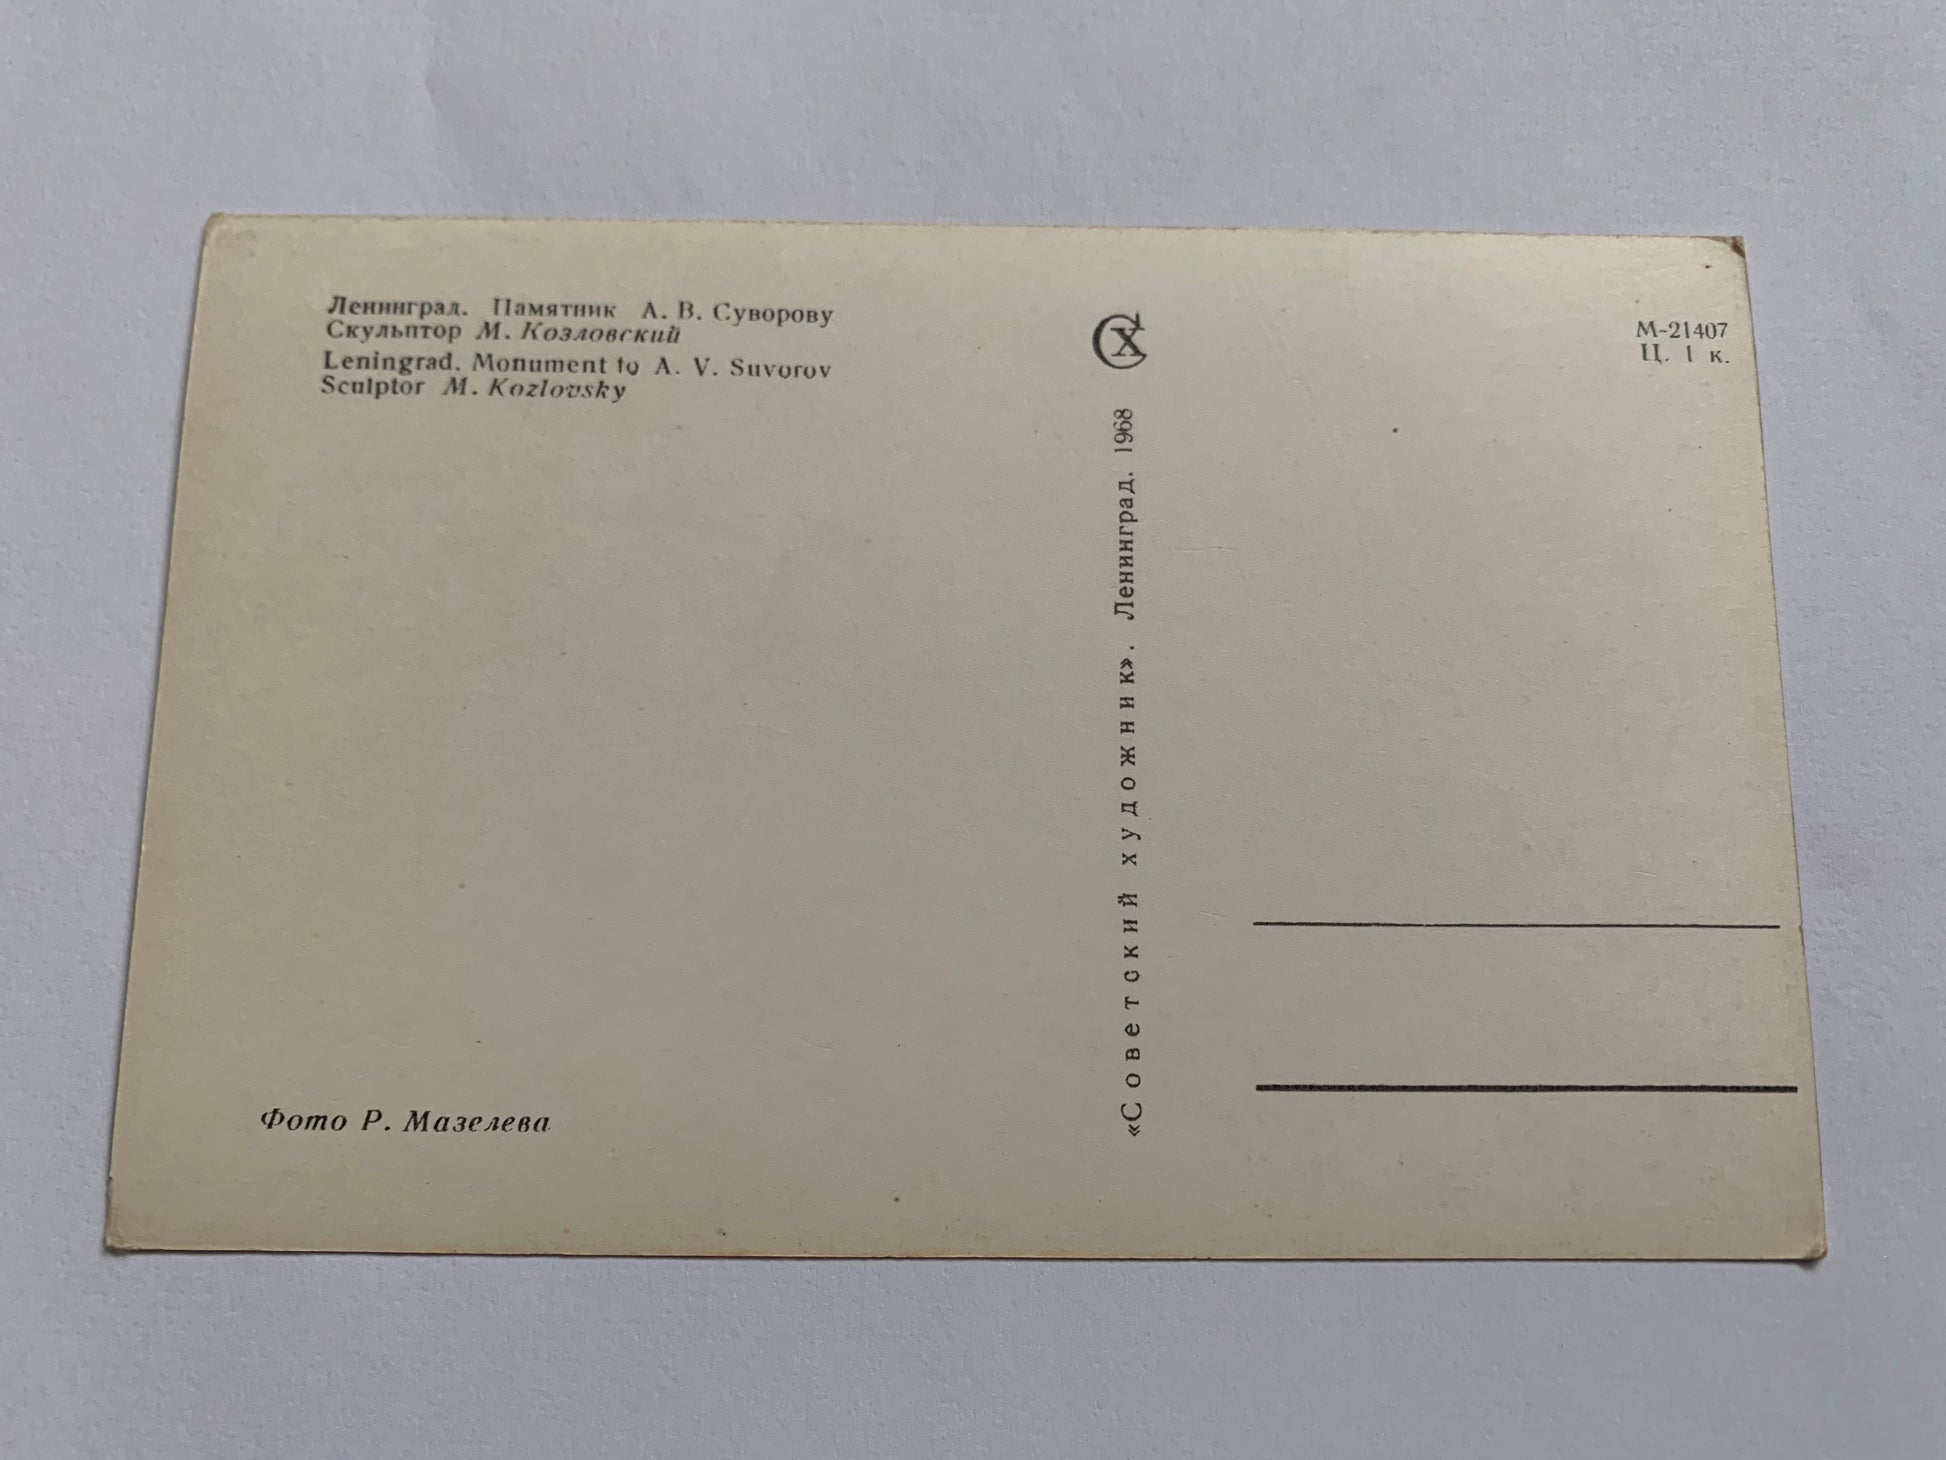 Ленинград. Памятник А. В. Суворову
Скульптор М. Козловский
Leningrad. Monument to A. V. Suvorov
Sculptor M. Kozlovsky
Фото Р. Мазелева
СХ
«Советский художник». Ленинград. 1968
М-21407
Ц. 1 к.